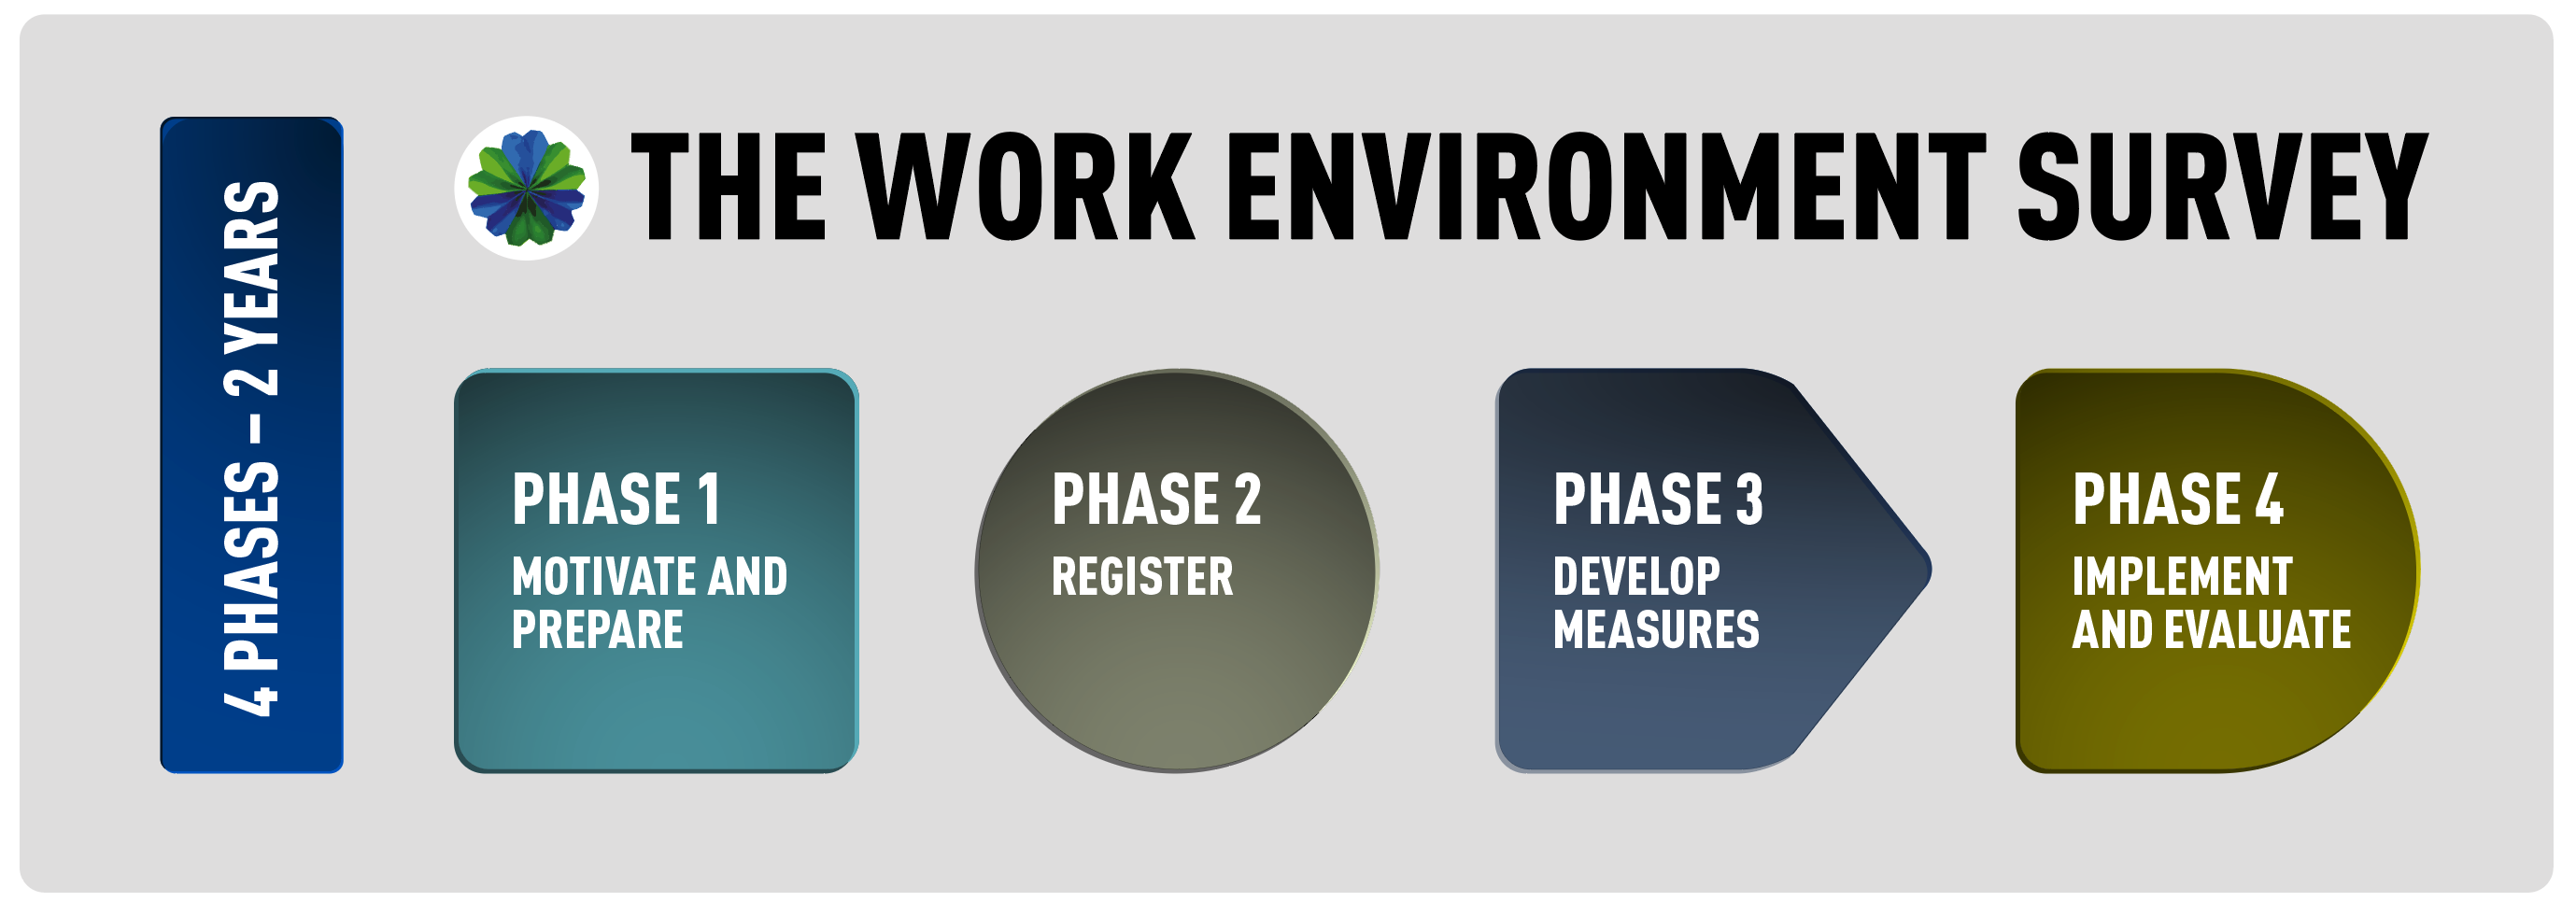 4 PHASES – 2 YEARS
THE WORK ENVIRONMENT SURVEY
PHASE 1
MOTIVATE AND
PREPARE
PHASE 2
REGISTER
PHASE 3
DEVELOP
MEASURES
PHASE 4
IMPLEMENT
AND EVALUATE